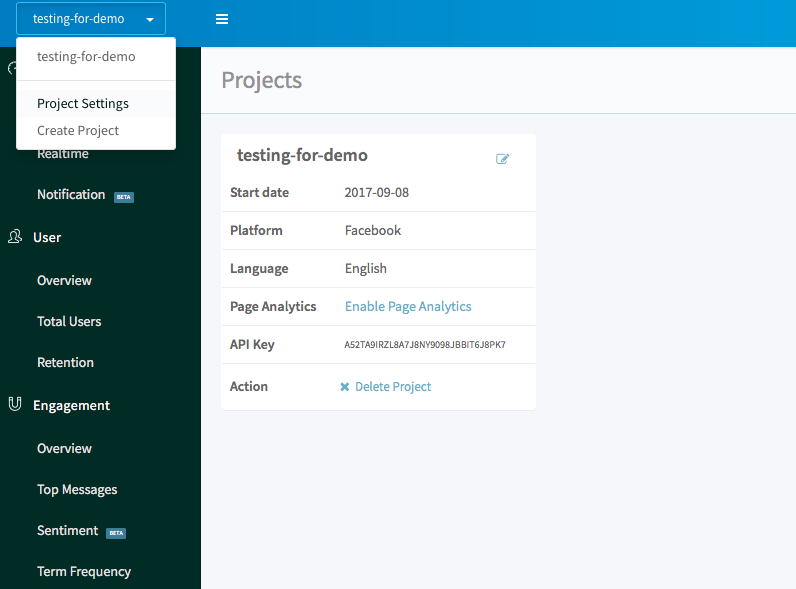 testing-for-demo
testing-for-demo
Project Settings
Create Project
Realtime
Notification BETA
User
Overview
Total Users
Retention
Engagement
Overview
Top Messages
Sentiment BETA
Term Frequency
Projects
testing-for-demo
Start date 2017-09-08
Platform Facebook
Language English
Page Analytics Enable Page Analytics
API Key A52TA9IRZL8A7J8NY9098JBBIT6J8PK7
Action Delete Project